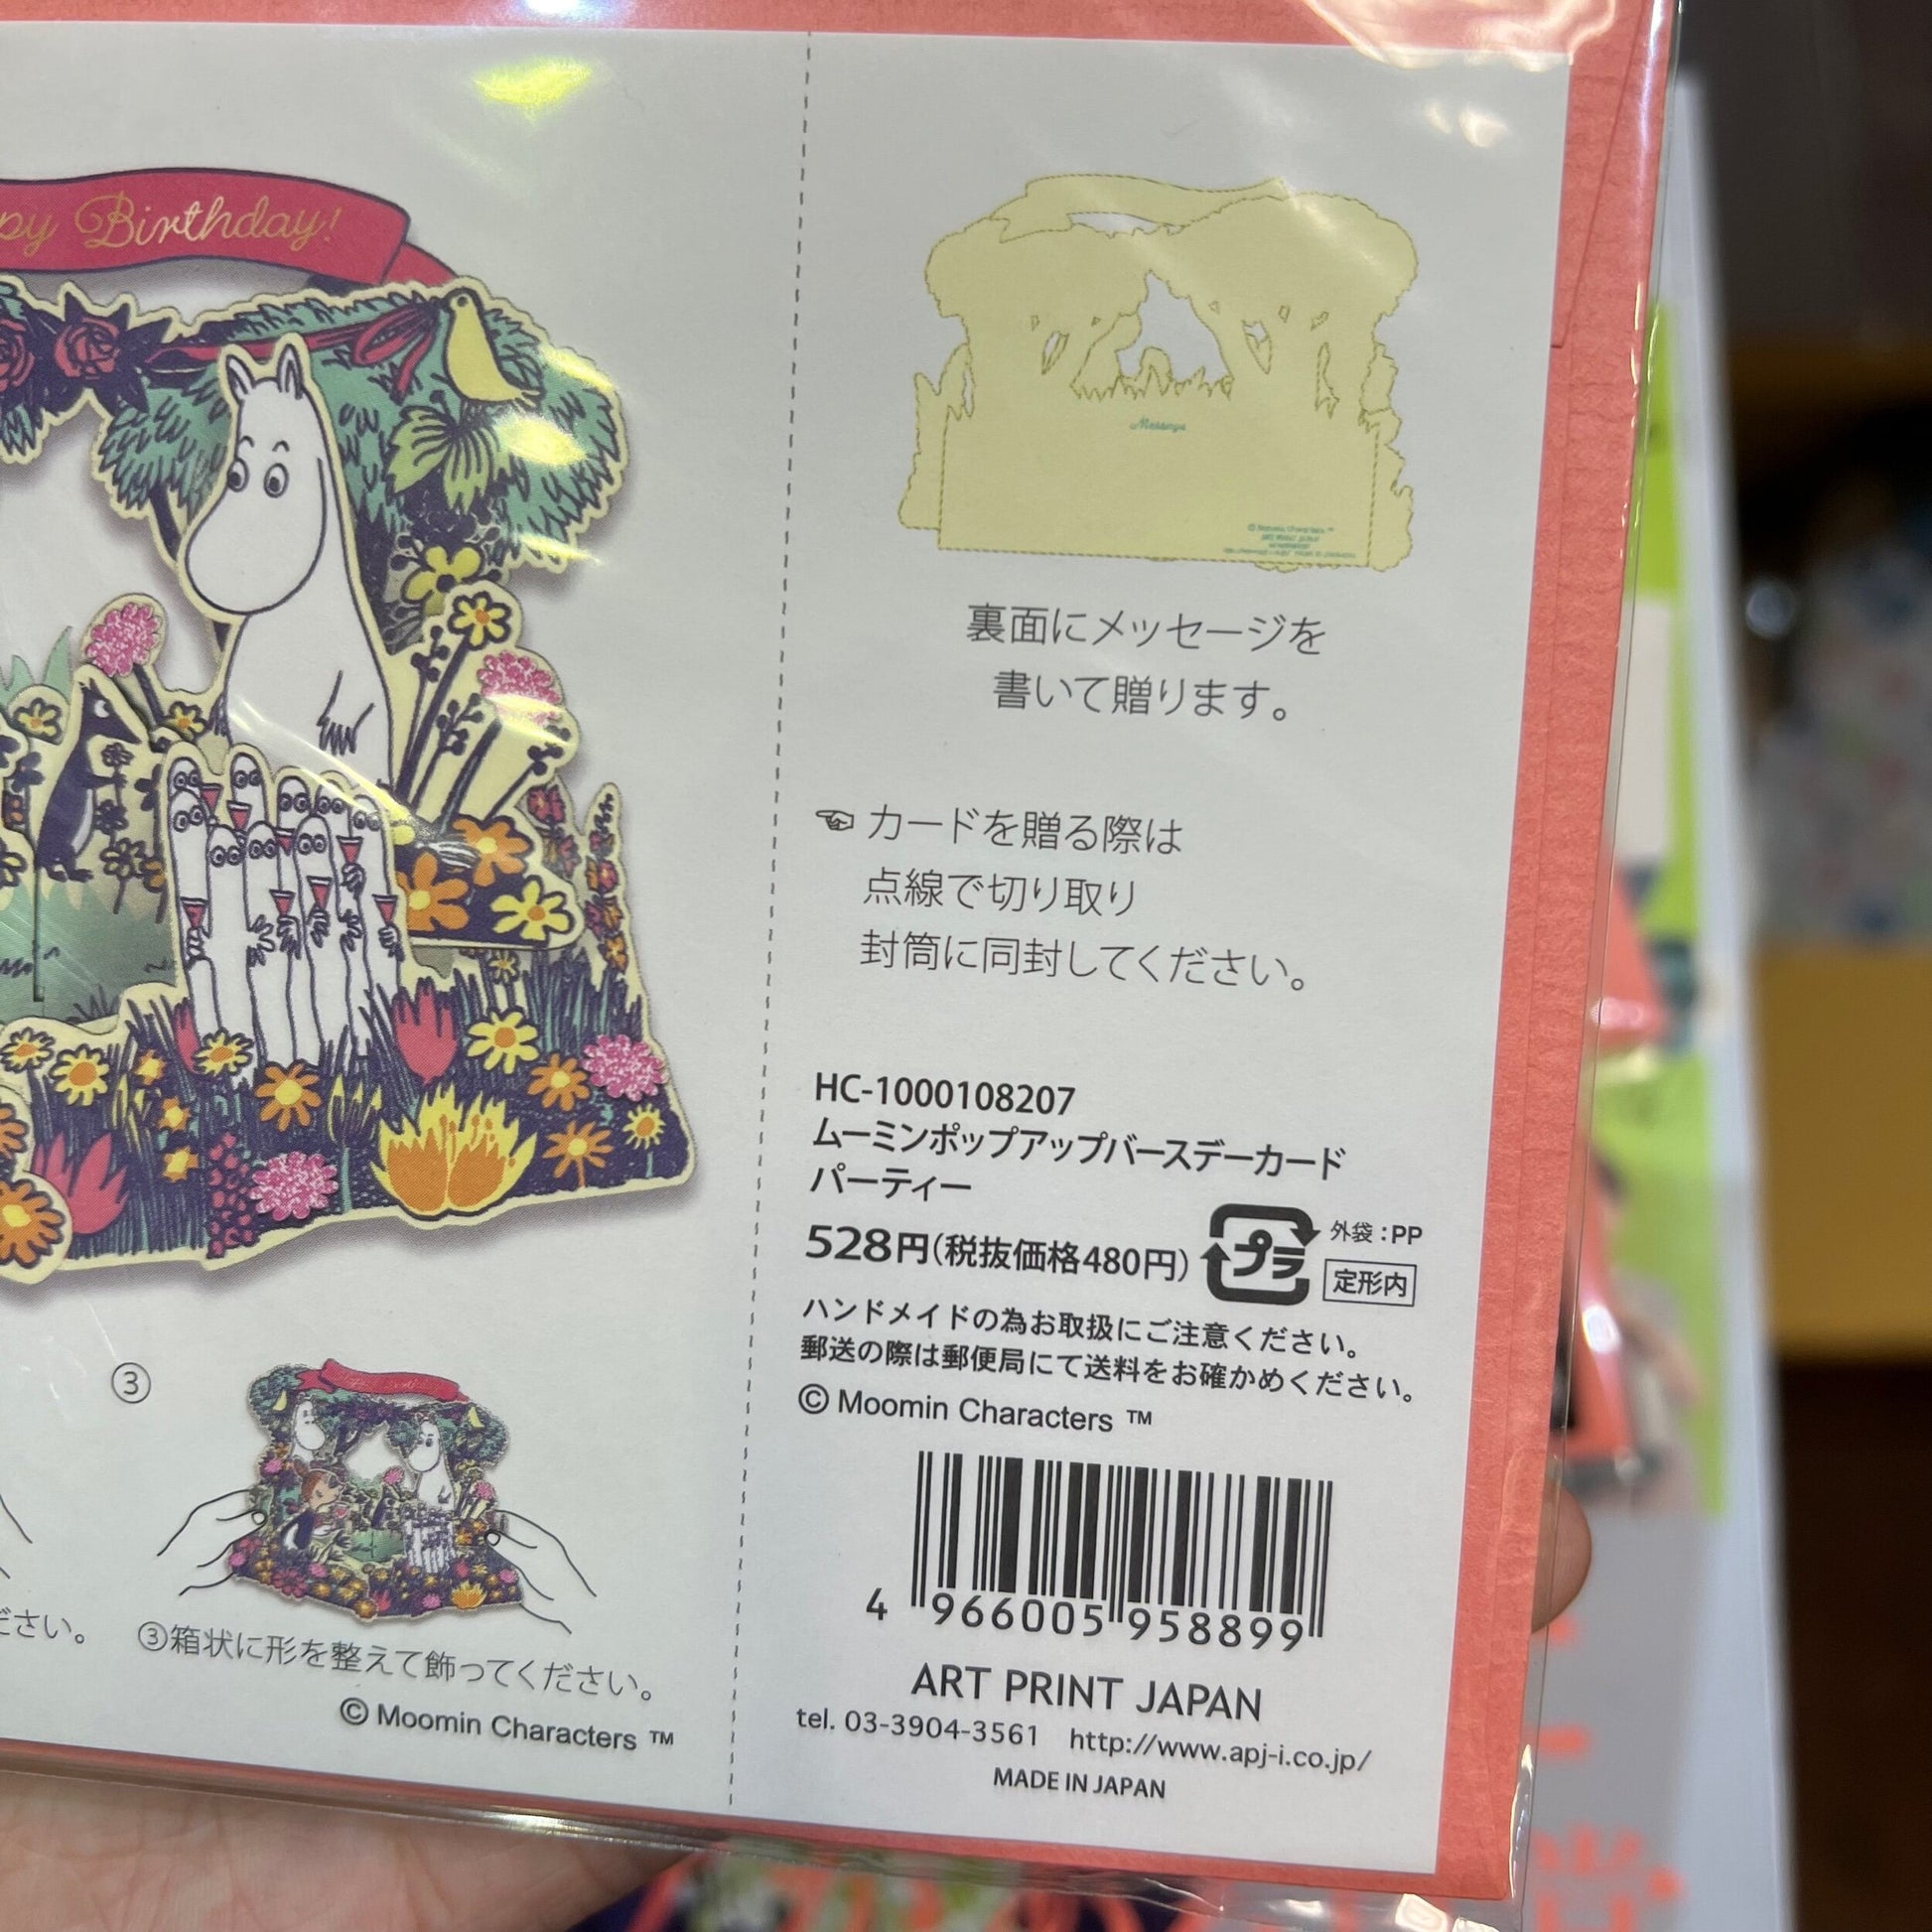 py Birthday!
Message
裏面にメッセージを
書いて贈ります。
☜ カードを贈る際は
点線で切り取り
封筒に同封してください。
HC-1000108207
ムーミンポップアップバースデーカード
パーティー
528円(税抜価格480円)
プラ
外袋:PP
定形内
ハンドメイドの為お取扱にご注意ください。
郵送の際は郵便局にて送料をお確かめください。
© Moomin Characters ™
4 966005 958899
ART PRINT JAPAN
tel. 03-3904-3561 http://www.apj-i.co.jp/
MADE IN JAPAN
③
ださい。
③箱状に形を整えて飾ってください。
© Moomin Characters ™